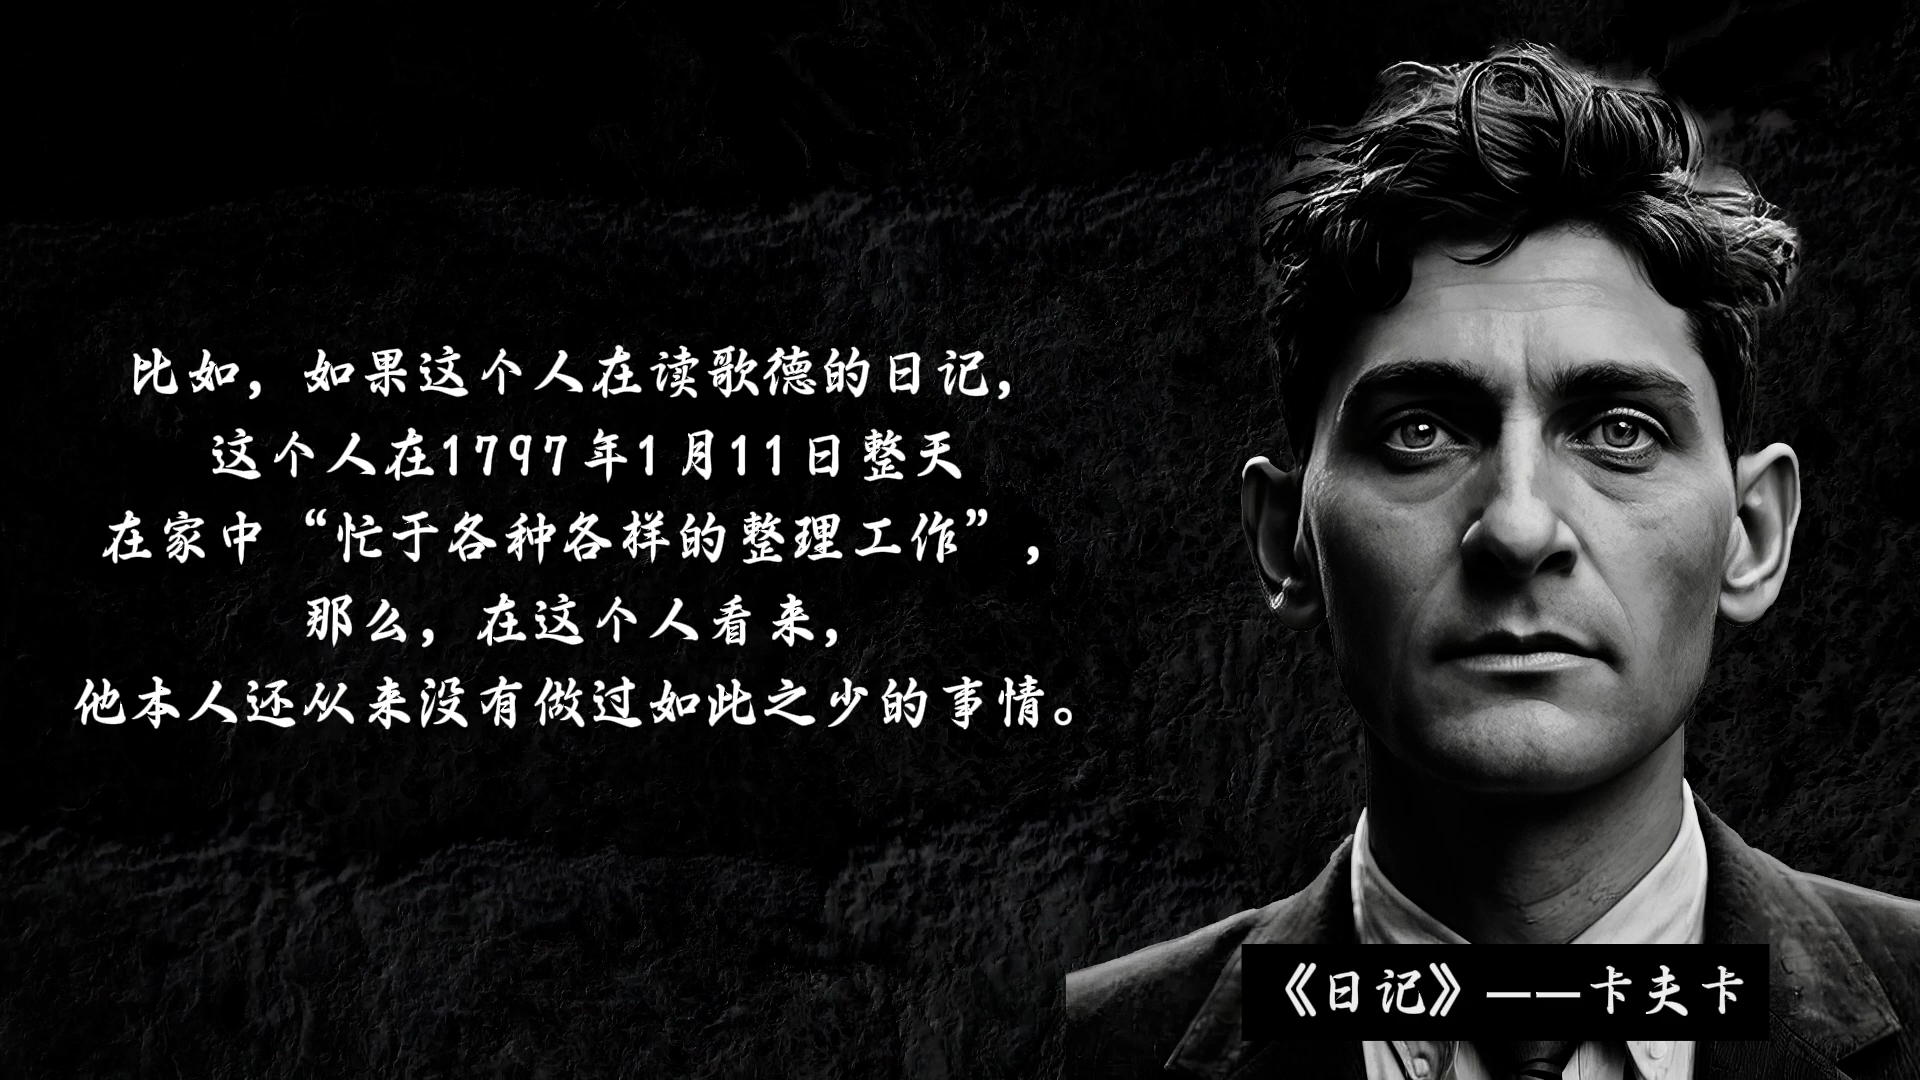 比如，如果这个人在读歌德的日记，
这个人在1797年1月11日整天
在家中“忙于各种各样的整理工作”，
那么，在这个人看来，
他本人还从来没有做过如此之少的事情。
《日记》——卡夫卡